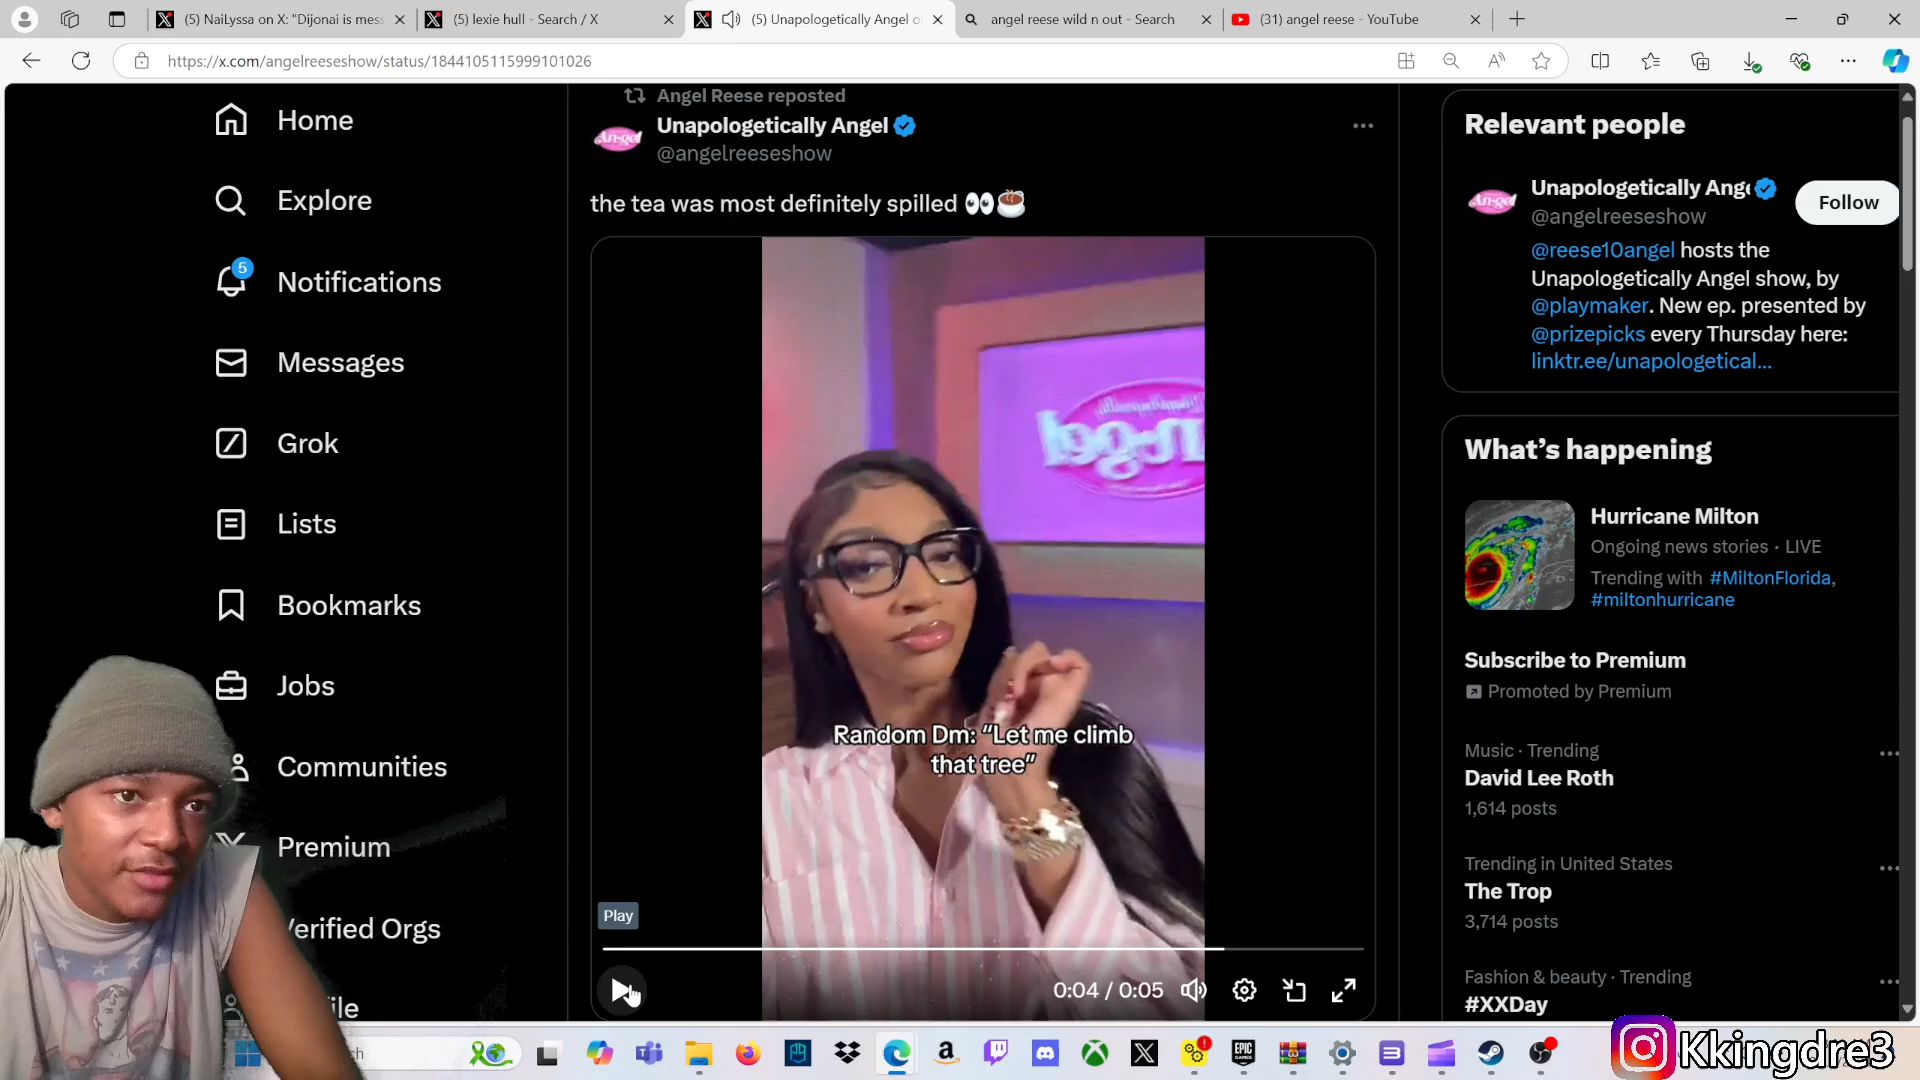 (5) NaiLyssa on X: "Dijonai is mess
(5) lexie hull - Search / X
(5) Unapologetically Angel o
angel reese wild n out - Search
(31) angel reese - YouTube
https://x.com/angelreeseshow/status/1844105115999101026
Home
Explore
5
Notifications
Messages
Grok
Lists
Bookmarks
Jobs
Communities
Premium
Verified Orgs
file
Angel Reese reposted
Unapologetically Angel
@angelreeseshow
the tea was most definitely spilled 👀☕
Random Dm: “Let me climb
that tree”
Play
0:04 / 0:05
Relevant people
Unapologetically Ange
@angelreeseshow
Follow
@reese10angel hosts the
Unapologetically Angel show, by
@playmaker. New ep. presented by
@prizepicks every Thursday here:
linktr.ee/unapologetical...
What’s happening
Hurricane Milton
Ongoing news stories · LIVE
Trending with #MiltonFlorida,
#miltonhurricane
Subscribe to Premium
Promoted by Premium
Music · Trending
David Lee Roth
1,614 posts
Trending in United States
The Trop
3,714 posts
Fashion & beauty · Trending
#XXDay
Kkingdre3